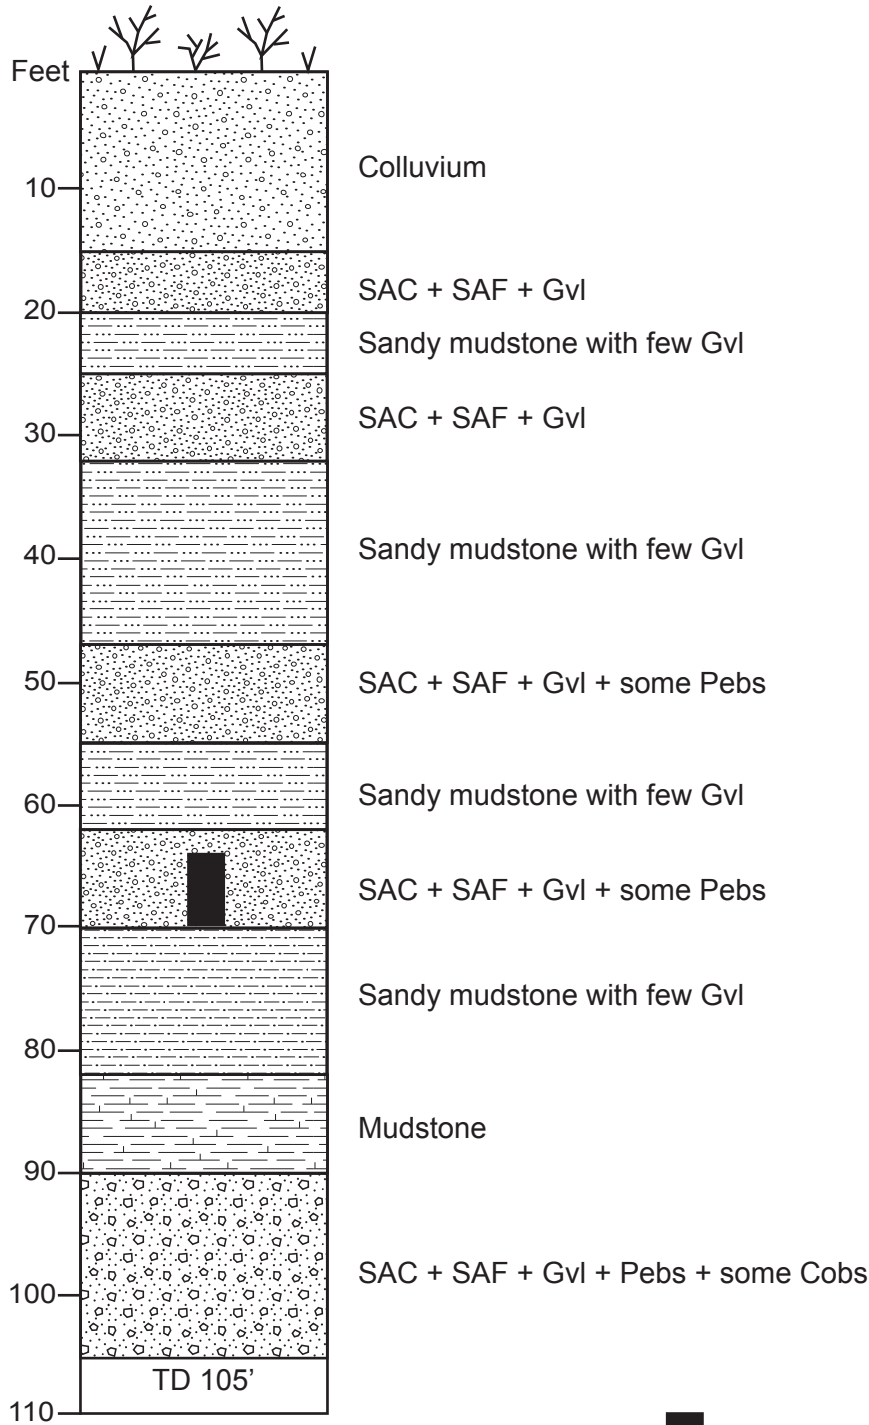 Feet
Colluvium
10
SAC + SAF + Gvl
20
Sandy mudstone with few Gvl
SAC + SAF + Gvl
30
Sandy mudstone with few Gvl
40
SAC + SAF + Gvl + some Pebs
50
Sandy mudstone with few Gvl
60
SAC + SAF + Gvl + some Pebs
70
Sandy mudstone with few Gvl
80
Mudstone
90
SAC + SAF + Gvl + Pebs + some Cobs
100
TD 105’
110